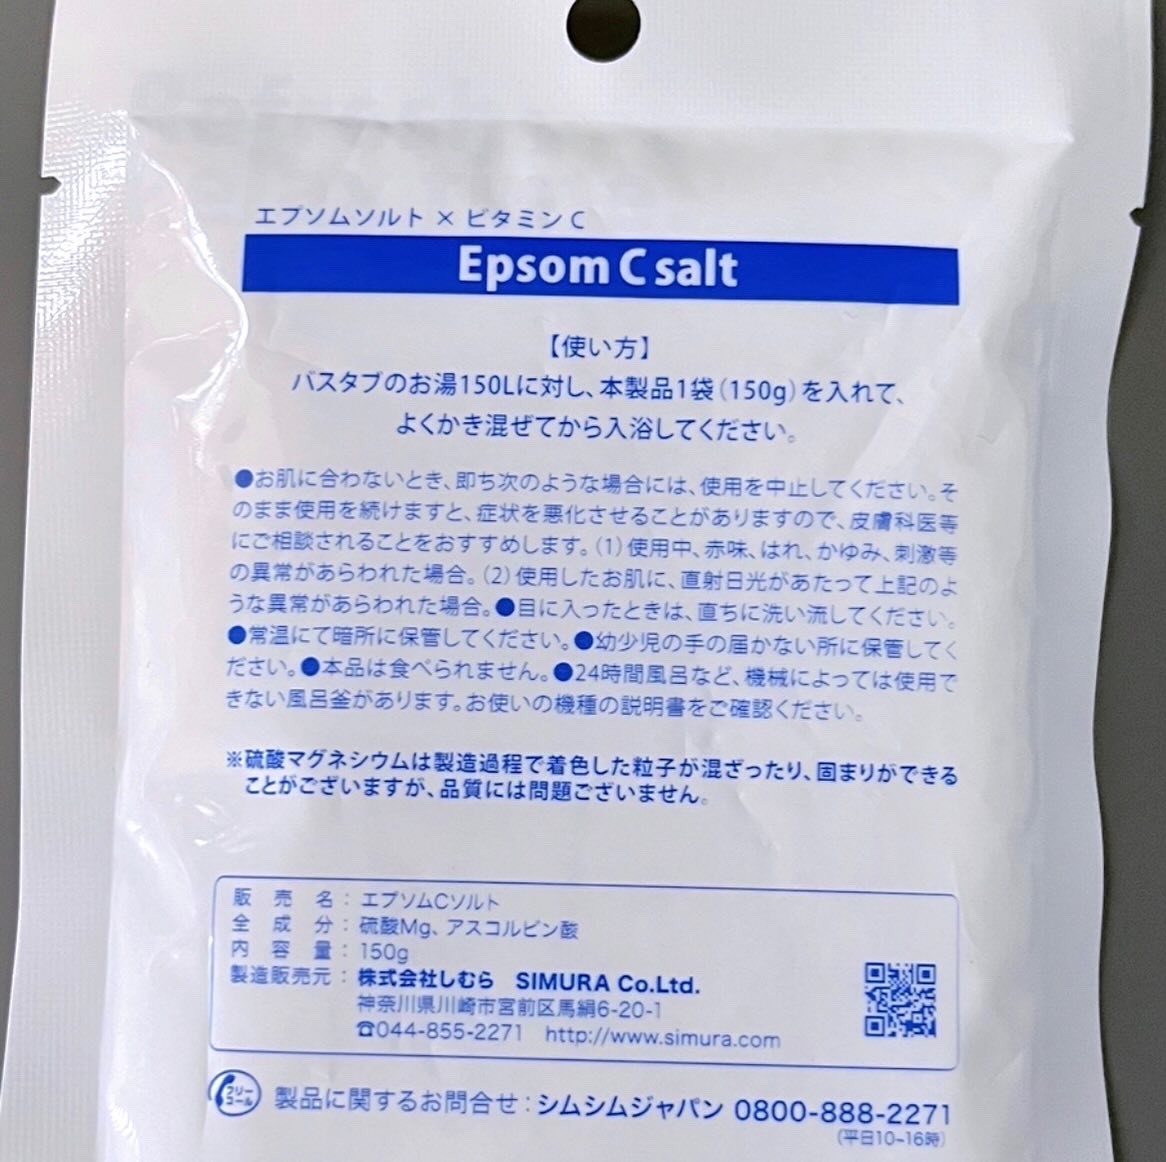 エプソムソルト × ビタミンC
Epsom C salt
【使い方】
バスタブのお湯150Lに対し、本製品1袋（150g）を入れて、
よくかき混ぜてから入浴してください。
●お肌に合わないとき、即ち次のような場合には、使用を中止してください。そ
のまま使用を続けますと、症状を悪化させることがありますので、皮膚科医等
にご相談されることをおすすめします。（1）使用中、赤味、はれ、かゆみ、刺激等
の異常があらわれた場合。（2）使用したお肌に、直射日光があたって上記のよ
うな異常があらわれた場合。●目に入ったときは、直ちに洗い流してください。
●常温にて暗所に保管してください。●幼少児の手の届かない所に保管してく
ださい。●本品は食べられません。●24時間風呂など、機械によっては使用で
きない風呂釜があります。お使いの機種の説明書をご確認ください。
※硫酸マグネシウムは製造過程で着色した粒子が混ざったり、固まりができる
ことがございますが、品質には問題ございません。
販売名：エプソムCソルト
全成分：硫酸Mg、アスコルビン酸
内容量：150g
製造販売元：株式会社しむら　SIMURA Co.Ltd.
神奈川県川崎市宮前区馬絹6-20-1
☎044-855-2271　http://www.simura.com
フリーコール 製品に関するお問合せ：シムシムジャパン 0800-888-2271
（平日10-16時）